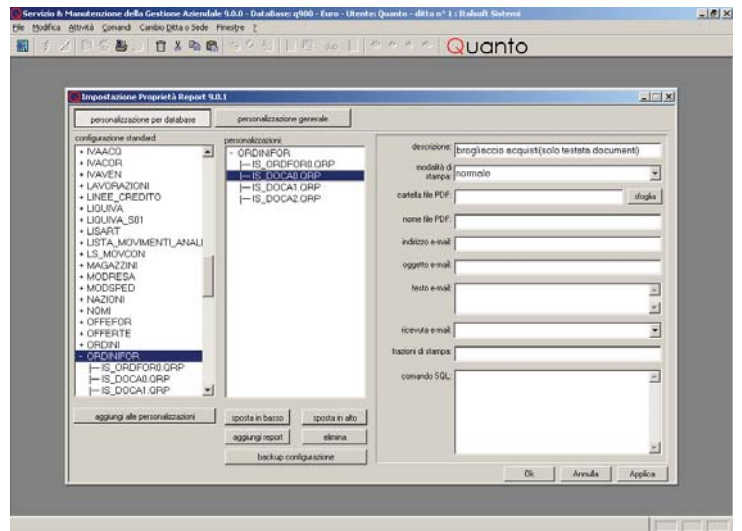 Servizio & Manutenzione della Gestione Aziendale 9.0.0 - DataBase: q900 - Euro - Utente: Quanto - ditta n° 1 : Italsoft Sistemi
File Modifica Attività Comandi Cambio Ditta o Sede Finestre ?
Quanto
Impostazione Proprietà Report 9.0.1
personalizzazione per database
personalizzazione generale
configurazione standard:
+ IVAACQ
+ IVACOR
+ IVAVEN
+ LAVORAZIONI
+ LINEE_CREDITO
+ LIQUIVA
+ LIQUIVA_S01
+ LISART
+ LISTA_MOVIMENTI_ANALI
+ LS_MOVCON
+ MAGAZZINI
+ MODRESA
+ MODSPED
+ NAZIONI
+ NOMI
+ OFFEFOR
+ OFFERTE
+ ORDINI
- ORDINIFOR
IS_ORDFOR0.QRP
IS_DOCA0.QRP
IS_DOCA1.QRP
aggiungi alle personalizzazioni
personalizzazioni:
- ORDINIFOR
IS_ORDFOR0.QRP
IS_DOCA0.QRP
IS_DOCA1.QRP
IS_DOCA2.QRP
sposta in basso
sposta in alto
aggiungi report
elimina
backup configurazione
descrizione: brogliaccio acquisti(solo testata documenti)
modalità di stampa: normale
cartella file PDF:
sfoglia
nome file PDF:
indirizzo e-mail:
oggetto e-mail:
testo e-mail:
ricevuta e-mail:
frazioni di stampa:
comando SQL:
Ok
Annulla
Applica